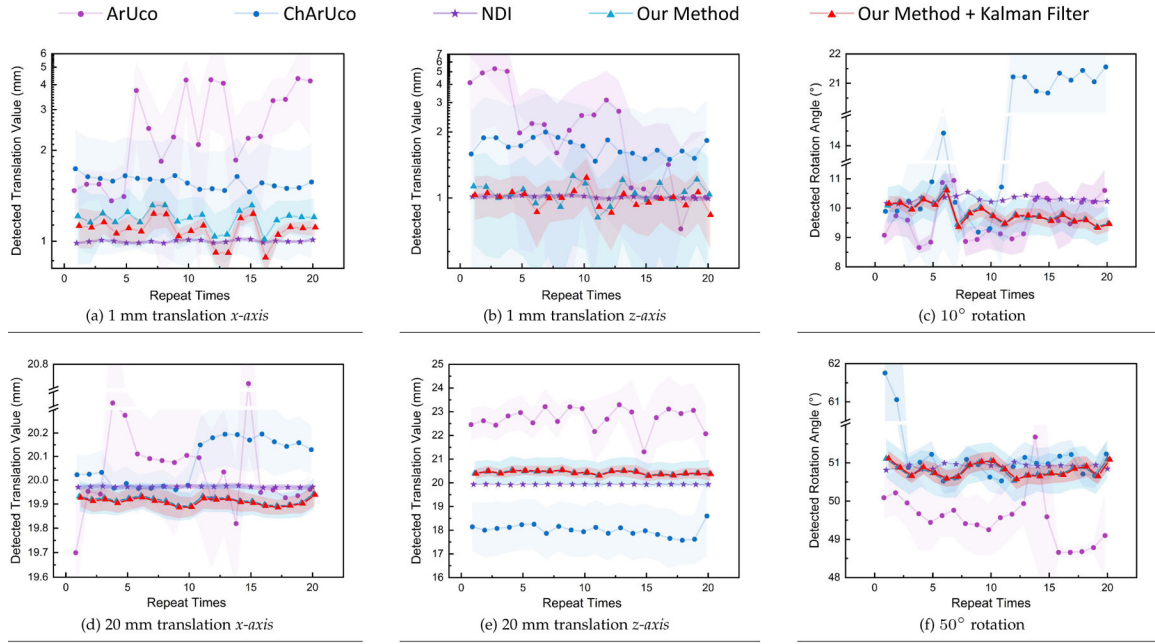 ArUco ChArUco NDI Our Method Our Method + Kalman Filter
Detected Translation Value (mm)
6
4
3
2
1
0 5 10 15 20
Repeat Times
(a) 1 mm translation x-axis
Detected Translation Value (mm)
7
6
5
4
3
2
1
0 5 10 15 20
Repeat Times
(b) 1 mm translation z-axis
Detected Rotation Angle (°)
22
21
14
11
10
9
8
0 5 10 15 20
Repeat Times
(c) 10° rotation
Detected Translation Value (mm)
20.8
20.2
20.1
20.0
19.9
19.8
19.7
19.6
0 5 10 15 20
Repeat Times
(d) 20 mm translation x-axis
Detected Translation Value (mm)
25
24
23
22
21
20
19
18
17
16
0 5 10 15 20
Repeat Times
(e) 20 mm translation z-axis
Detected Rotation Angle (°)
62
61
51
50
49
48
0 5 10 15 20
Repeat Times
(f) 50° rotation